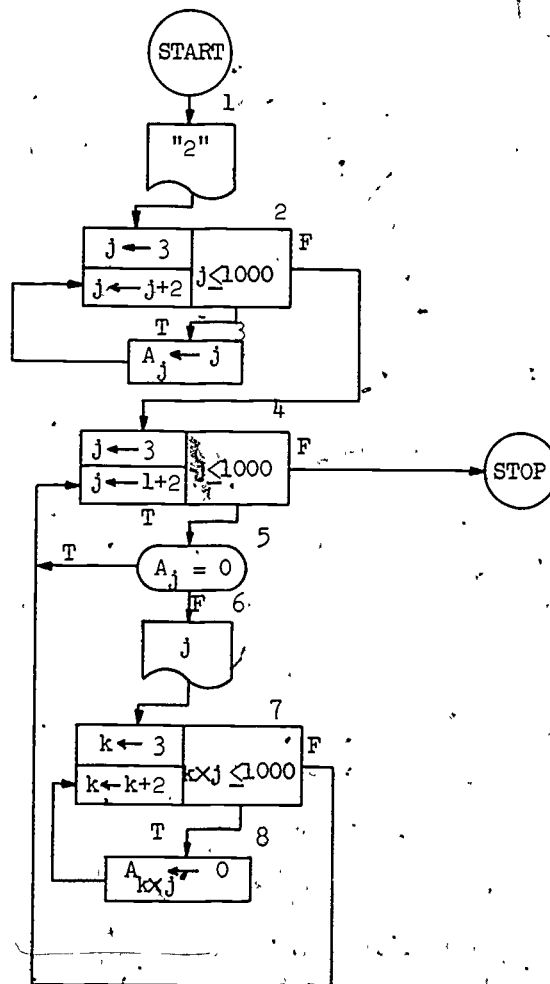 START
1
"2"
2
j ← 3
F
j ≤ 1000
j ← j+2
T
3
A_j ← j
4
j ← 3
F
≤ 1000
j ← 1+2
STOP
T
5
T
A_j = 0
F
6
j
7
k ← 3
F
k×j ≤ 1000
k ← k+2
T
8
A_k×j ← 0